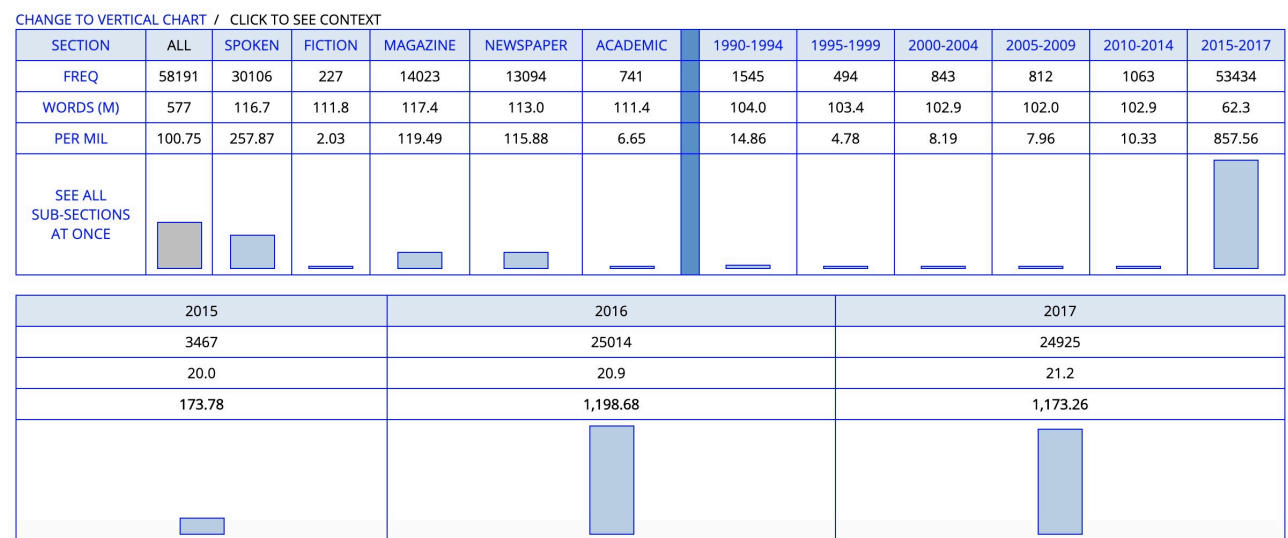 CHANGE TO VERTICAL CHART / CLICK TO SEE CONTEXT
SECTION ALL SPOKEN FICTION MAGAZINE NEWSPAPER ACADEMIC 1990-1994 1995-1999 2000-2004 2005-2009 2010-2014 2015-2017
FREQ 58191 30106 227 14023 13094 741 1545 494 843 812 1063 53434
WORDS (M) 577 116.7 111.8 117.4 113.0 111.4 104.0 103.4 102.9 102.0 102.9 62.3
PER MIL 100.75 257.87 2.03 119.49 115.88 6.65 14.86 4.78 8.19 7.96 10.33 857.56
SEE ALL
SUB-SECTIONS
AT ONCE
2015 2016 2017
3467 25014 24925
20.0 20.9 21.2
173.78 1,198.68 1,173.26